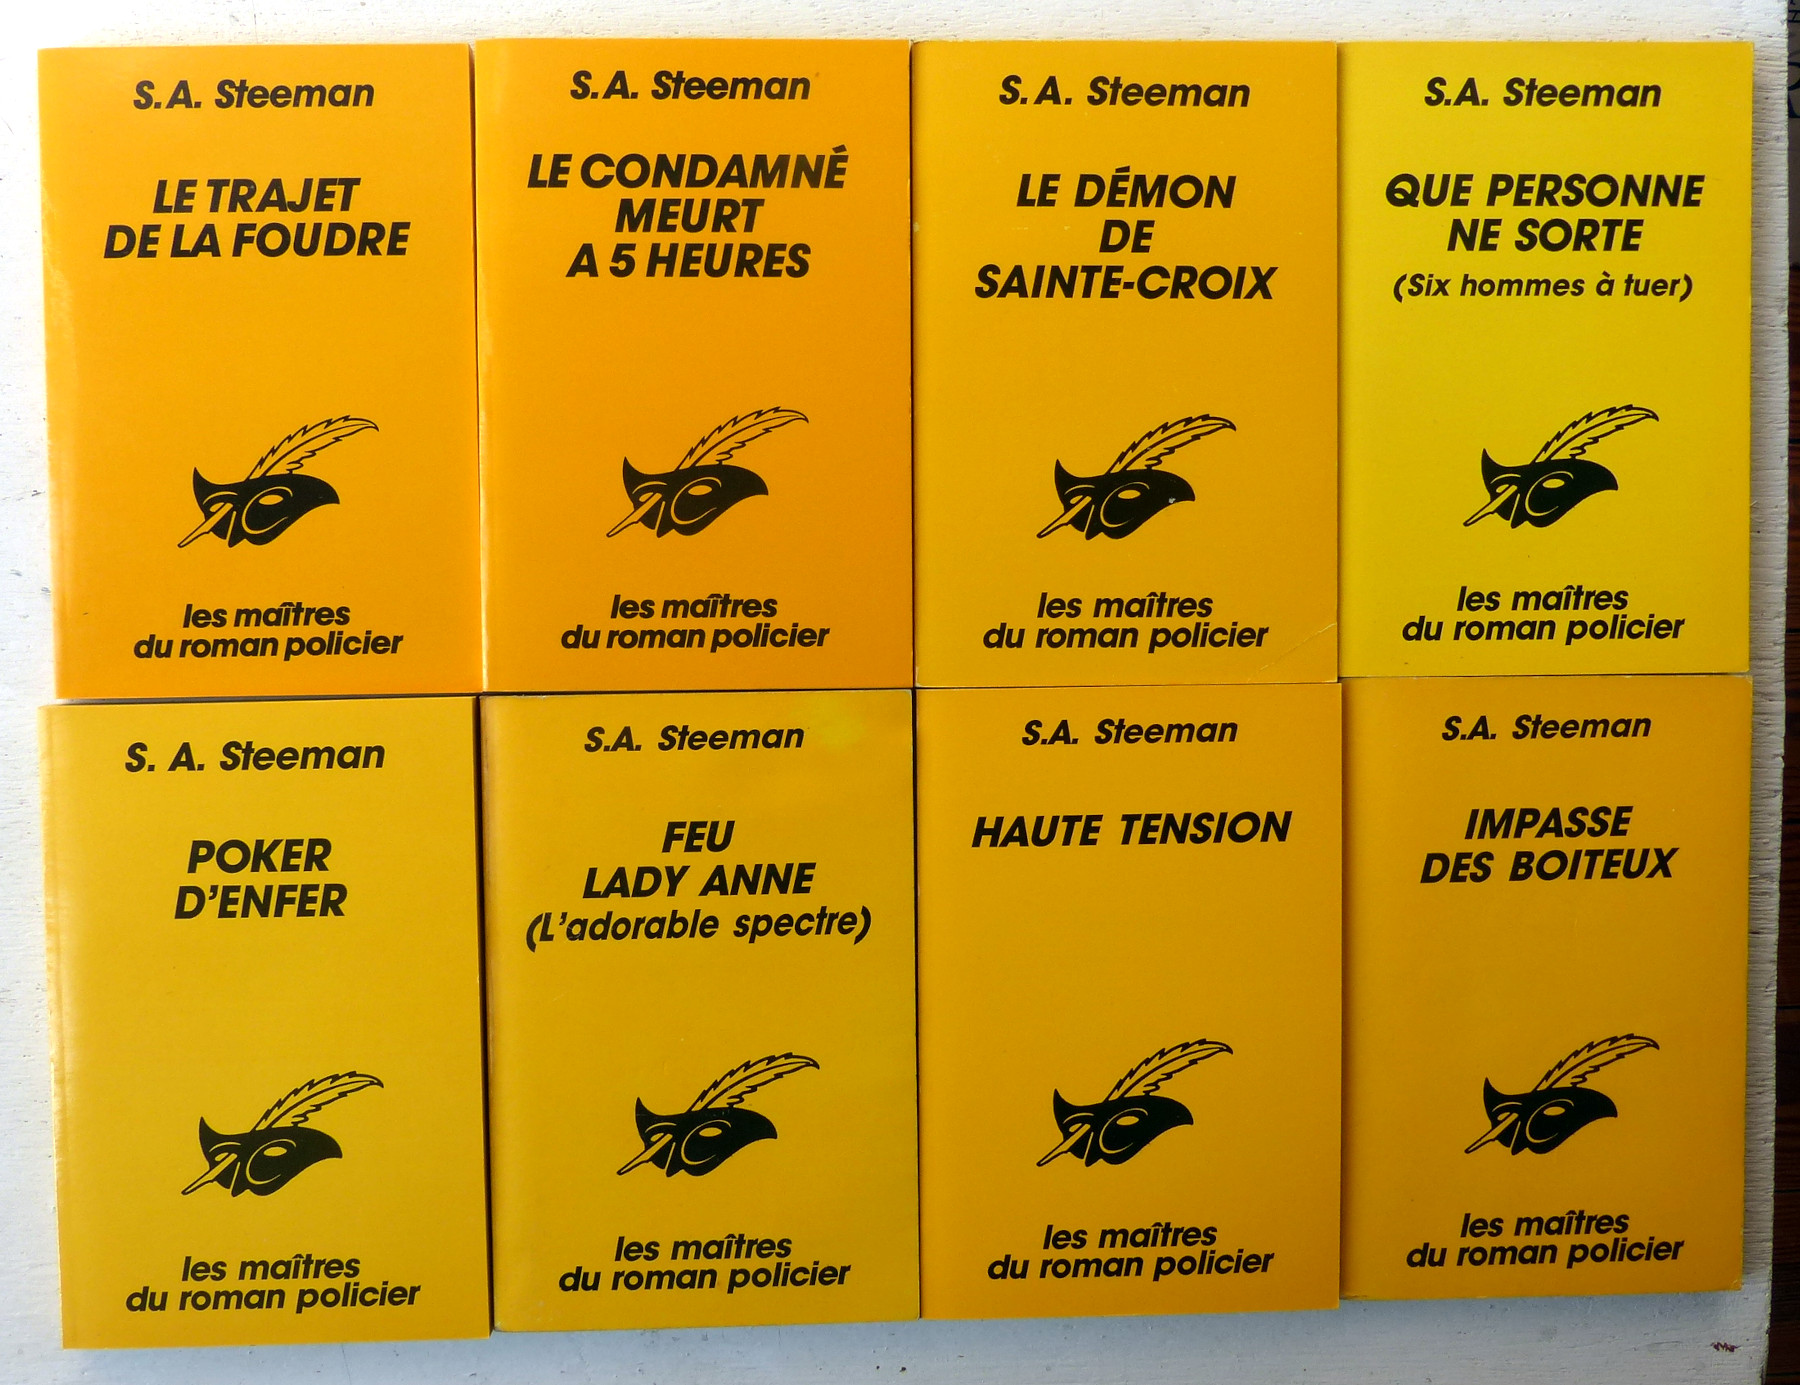 S.A. Steeman
LE TRAJET
DE LA FOUDRE
les maîtres
du roman policier
S.A. Steeman
LE CONDAMNÉ
MEURT
A 5 HEURES
les maîtres
du roman policier
S.A. Steeman
LE DÉMON
DE
SAINTE-CROIX
les maîtres
du roman policier
S.A. Steeman
QUE PERSONNE
NE SORTE
(Six hommes à tuer)
les maîtres
du roman policier
S. A. Steeman
POKER
D'ENFER
les maîtres
du roman policier
S.A. Steeman
FEU
LADY ANNE
(L'adorable spectre)
les maîtres
du roman policier
S.A. Steeman
HAUTE TENSION
les maîtres
du roman policier
S.A. Steeman
IMPASSE
DES BOITEUX
les maîtres
du roman policier